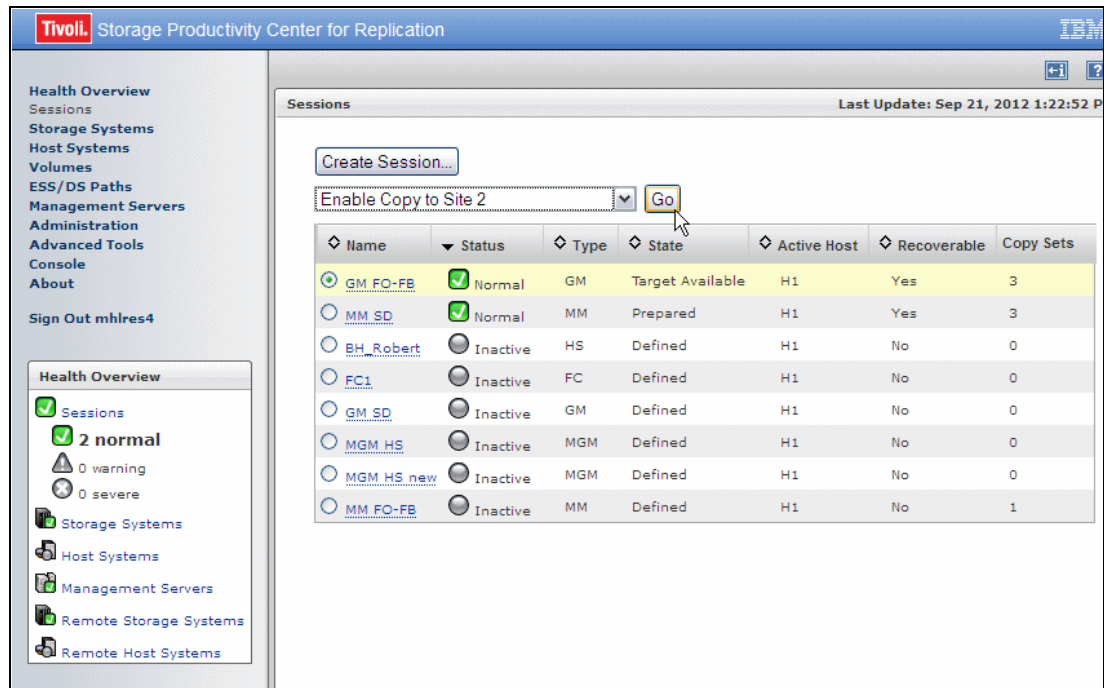 Tivoli. Storage Productivity Center for Replication
IBM
Health Overview
Sessions
Storage Systems
Host Systems
Volumes
ESS/DS Paths
Management Servers
Administration
Advanced Tools
Console
About
Sign Out mhlres4
Health Overview
Sessions
2 normal
0 warning
0 severe
Storage Systems
Host Systems
Management Servers
Remote Storage Systems
Remote Host Systems
i ?
Sessions Last Update: Sep 21, 2012 1:22:52 P
Create Session...
Enable Copy to Site 2 Go
Name Status Type State Active Host Recoverable Copy Sets
GM FO-FB Normal GM Target Available H1 Yes 3
MM SD Normal MM Prepared H1 Yes 3
BH_Robert Inactive HS Defined H1 No 0
FC1 Inactive FC Defined H1 No 0
GM SD Inactive GM Defined H1 No 0
MGM HS Inactive MGM Defined H1 No 0
MGM HS new Inactive MGM Defined H1 No 0
MM FO-FB Inactive MM Defined H1 No 1